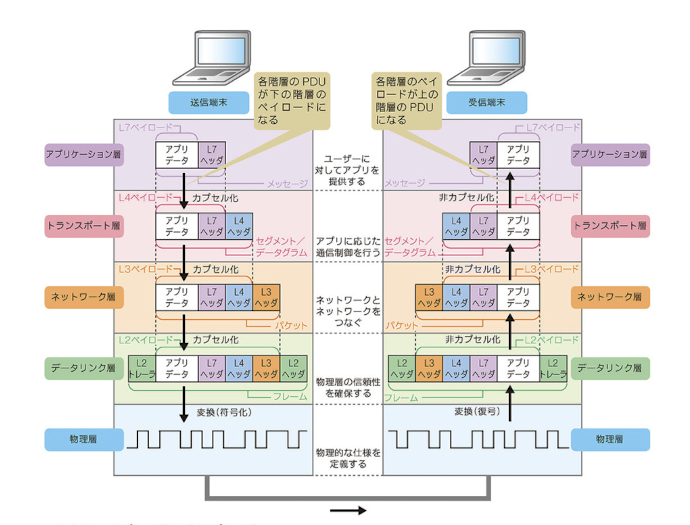 送信端末
各階層のPDU
が下の階層の
ペイロードに
なる
各階層のペイ
ロードが上の
階層のPDU
になる
受信端末
アプリケーション層
L7ペイロード
アプリ
データ
L7
ヘッダ
メッセージ
ユーザーに
対してアプリを
提供する
L7ペイロード
L7
ヘッダ
アプリ
データ
メッセージ
アプリケーション層
トランスポート層
L4ペイロード
カプセル化
アプリ
データ
L7
ヘッダ
L4
ヘッダ
セグメント/
データグラム
アプリに応じた
通信制御を行う
非カプセル化
L4ペイロード
L4
ヘッダ
L7
ヘッダ
アプリ
データ
セグメント/
データグラム
トランスポート層
ネットワーク層
L3ペイロード
カプセル化
アプリ
データ
L7
ヘッダ
L4
ヘッダ
L3
ヘッダ
パケット
ネットワークと
ネットワークを
つなぐ
非カプセル化
L3ペイロード
L3
ヘッダ
L4
ヘッダ
L7
ヘッダ
アプリ
データ
パケット
ネットワーク層
データリンク層
L2ペイロード
カプセル化
L2
トレーラ
アプリ
データ
L7
ヘッダ
L4
ヘッダ
L3
ヘッダ
L2
ヘッダ
フレーム
物理層の信頼性
を確保する
非カプセル化
L2ペイロード
L2
ヘッダ
L3
ヘッダ
L4
ヘッダ
L7
ヘッダ
アプリ
データ
L2
トレーラ
フレーム
データリンク層
物理層
変換(符号化)
物理的な仕様を
定義する
変換(復号)
物理層